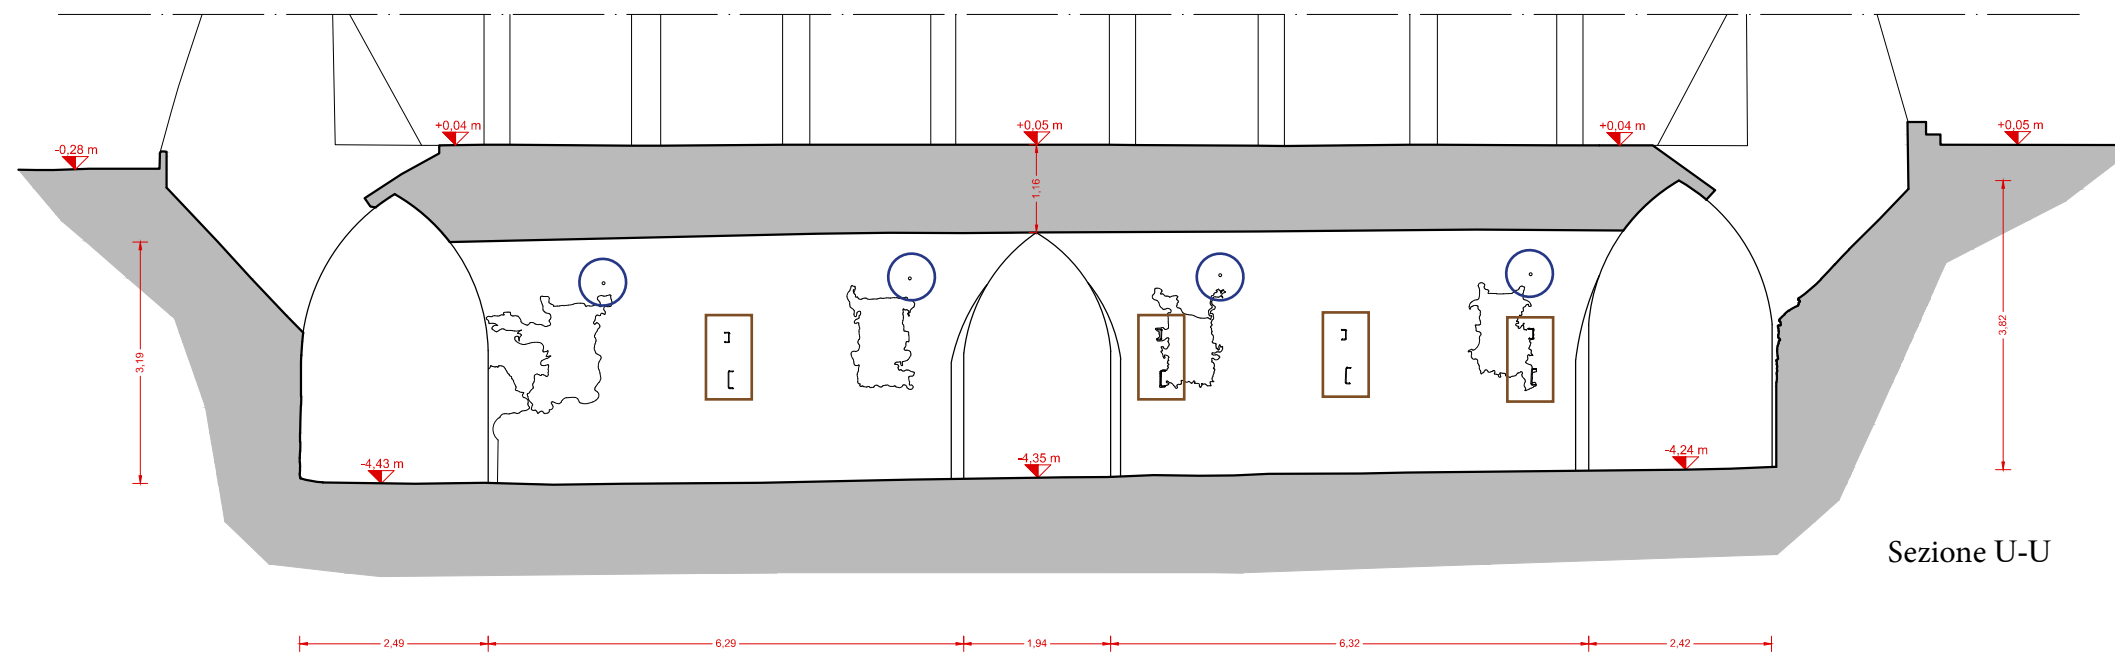 +0,04 m
+0,05 m
+0,04 m
+0,05 m
-0,28 m
1,16
3,19
3,82
-4,43 m
-4,35 m
-4,24 m
Sezione U-U
2,49
6,29
1,94
6,32
2,42